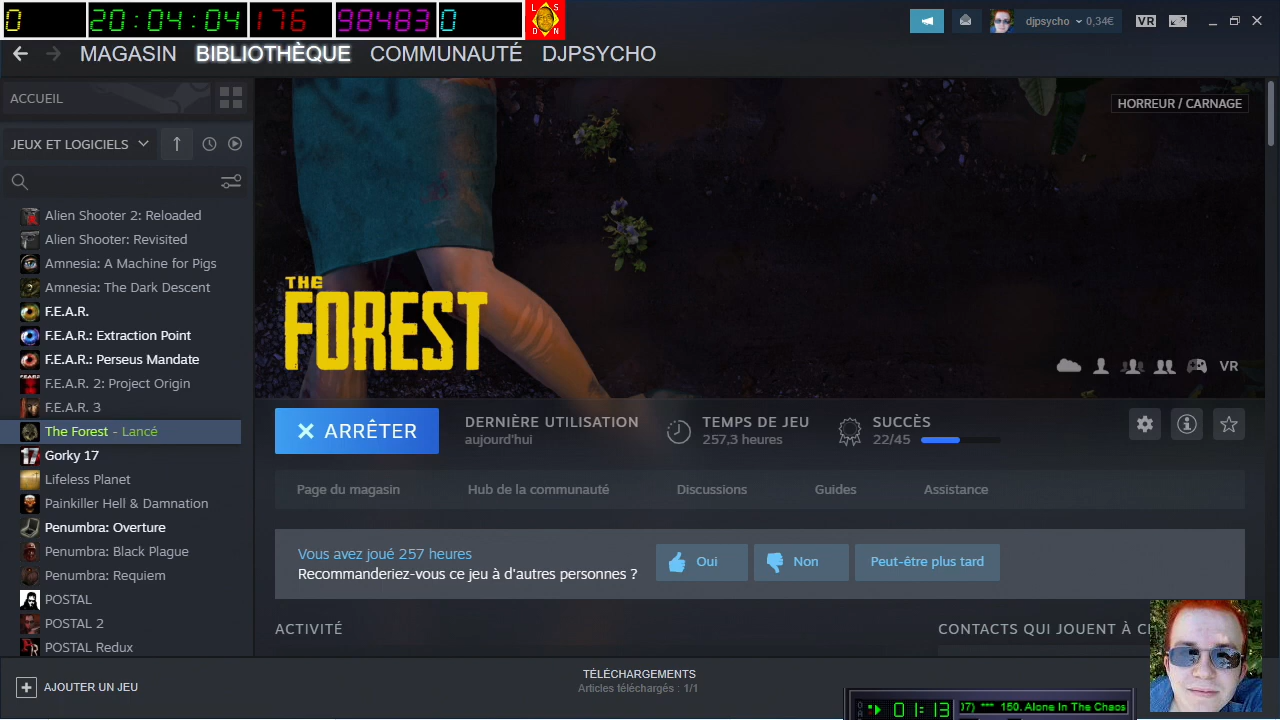 0
20:04:04
176
98483
0
LSDN
djpsycho
0,34€
VR
MAGASIN
BIBLIOTHÈQUE
COMMUNAUTÉ
DJPSYCHO
ACCUEIL
HORREUR / CARNAGE
JEUX ET LOGICIELS
Alien Shooter 2: Reloaded
Alien Shooter: Revisited
Amnesia: A Machine for Pigs
Amnesia: The Dark Descent
F.E.A.R.
F.E.A.R.: Extraction Point
F.E.A.R.: Perseus Mandate
F.E.A.R. 2: Project Origin
F.E.A.R. 3
The Forest - Lancé
Gorky 17
Lifeless Planet
Painkiller Hell & Damnation
Penumbra: Overture
Penumbra: Black Plague
Penumbra: Requiem
POSTAL
POSTAL 2
POSTAL Redux
THE
FOREST
VR
ARRÊTER
DERNIÈRE UTILISATION
aujourd'hui
TEMPS DE JEU
257,3 heures
SUCCÈS
22/45
Page du magasin
Hub de la communauté
Discussions
Guides
Assistance
Vous avez joué 257 heures
Recommanderiez-vous ce jeu à d'autres personnes ?
Oui
Non
Peut-être plus tard
ACTIVITÉ
CONTACTS QUI JOUENT À C
AJOUTER UN JEU
TÉLÉCHARGEMENTS
Articles téléchargés : 1/1
01:13
37) *** 150. Alone In The Chaos